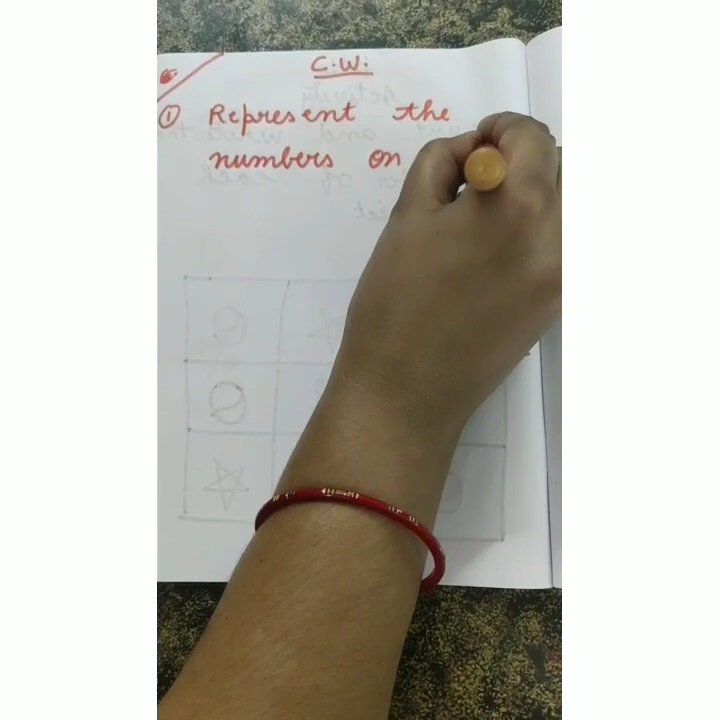 C.W:
① Represent the
numbers on